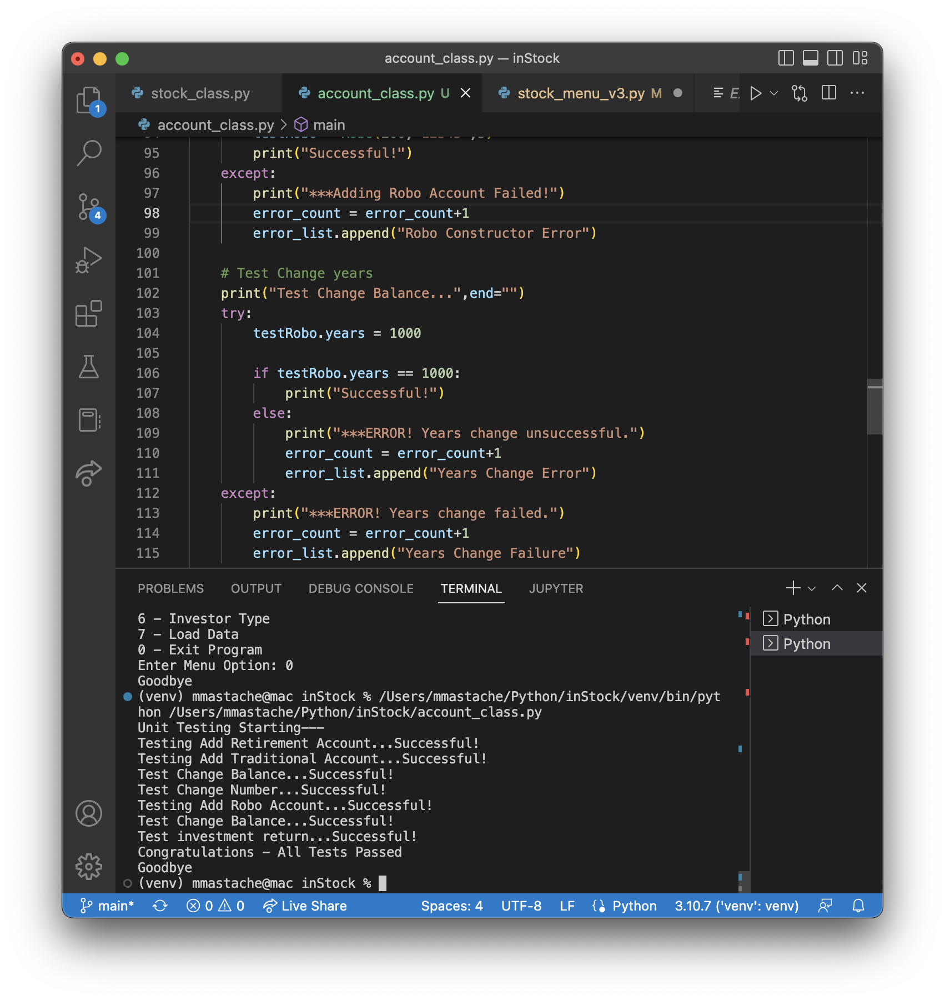 account_class.py — inStock
stock_class.py
account_class.py U
stock_menu_v3.py M
1
account_class.py > main
95 print("Successful!")
96 except:
97 print("***Adding Robo Account Failed!")
98 error_count = error_count+1
99 error_list.append("Robo Constructor Error")
100
101 # Test Change years
102 print("Test Change Balance...",end="")
103 try:
104 testRobo.years = 1000
105
106 if testRobo.years == 1000:
107 print("Successful!")
108 else:
109 print("***ERROR! Years change unsuccessful.")
110 error_count = error_count+1
111 error_list.append("Years Change Error")
112 except:
113 print("***ERROR! Years change failed.")
114 error_count = error_count+1
115 error_list.append("Years Change Failure")
4
PROBLEMS OUTPUT DEBUG CONSOLE TERMINAL JUPYTER
6 - Investor Type
7 - Load Data
0 - Exit Program
Enter Menu Option: 0
Goodbye
(venv) mmastache@mac inStock % /Users/mmastache/Python/inStock/venv/bin/pyt
hon /Users/mmastache/Python/inStock/account_class.py
Unit Testing Starting---
Testing Add Retirement Account...Successful!
Testing Add Traditional Account...Successful!
Test Change Balance...Successful!
Test Change Number...Successful!
Testing Add Robo Account...Successful!
Test Change Balance...Successful!
Test investment return...Successful!
Congratulations - All Tests Passed
Goodbye
(venv) mmastache@mac inStock %
Python
Python
main* 0 0 Live Share Spaces: 4 UTF-8 LF Python 3.10.7 ('venv': venv)